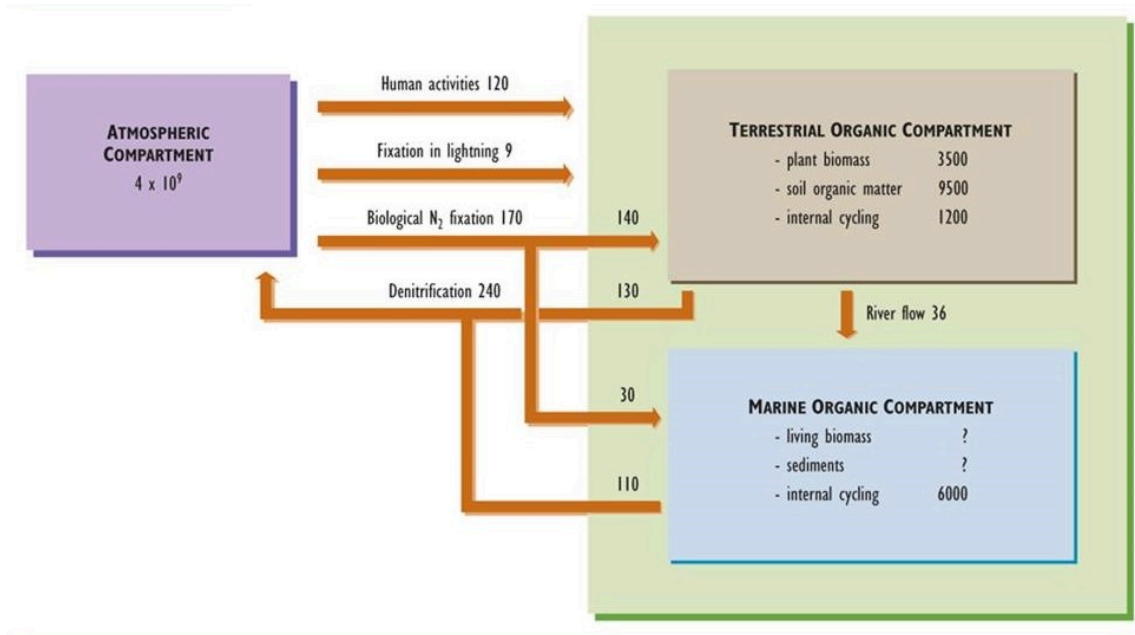 ATMOSPHERIC
COMPARTMENT
4 x 10⁹
Human activities 120
Fixation in lightning 9
Biological N₂ fixation 170
140
Denitrification 240
130
30
110
TERRESTRIAL ORGANIC COMPARTMENT
- plant biomass 3500
- soil organic matter 9500
- internal cycling 1200
River flow 36
MARINE ORGANIC COMPARTMENT
- living biomass ?
- sediments ?
- internal cycling 6000